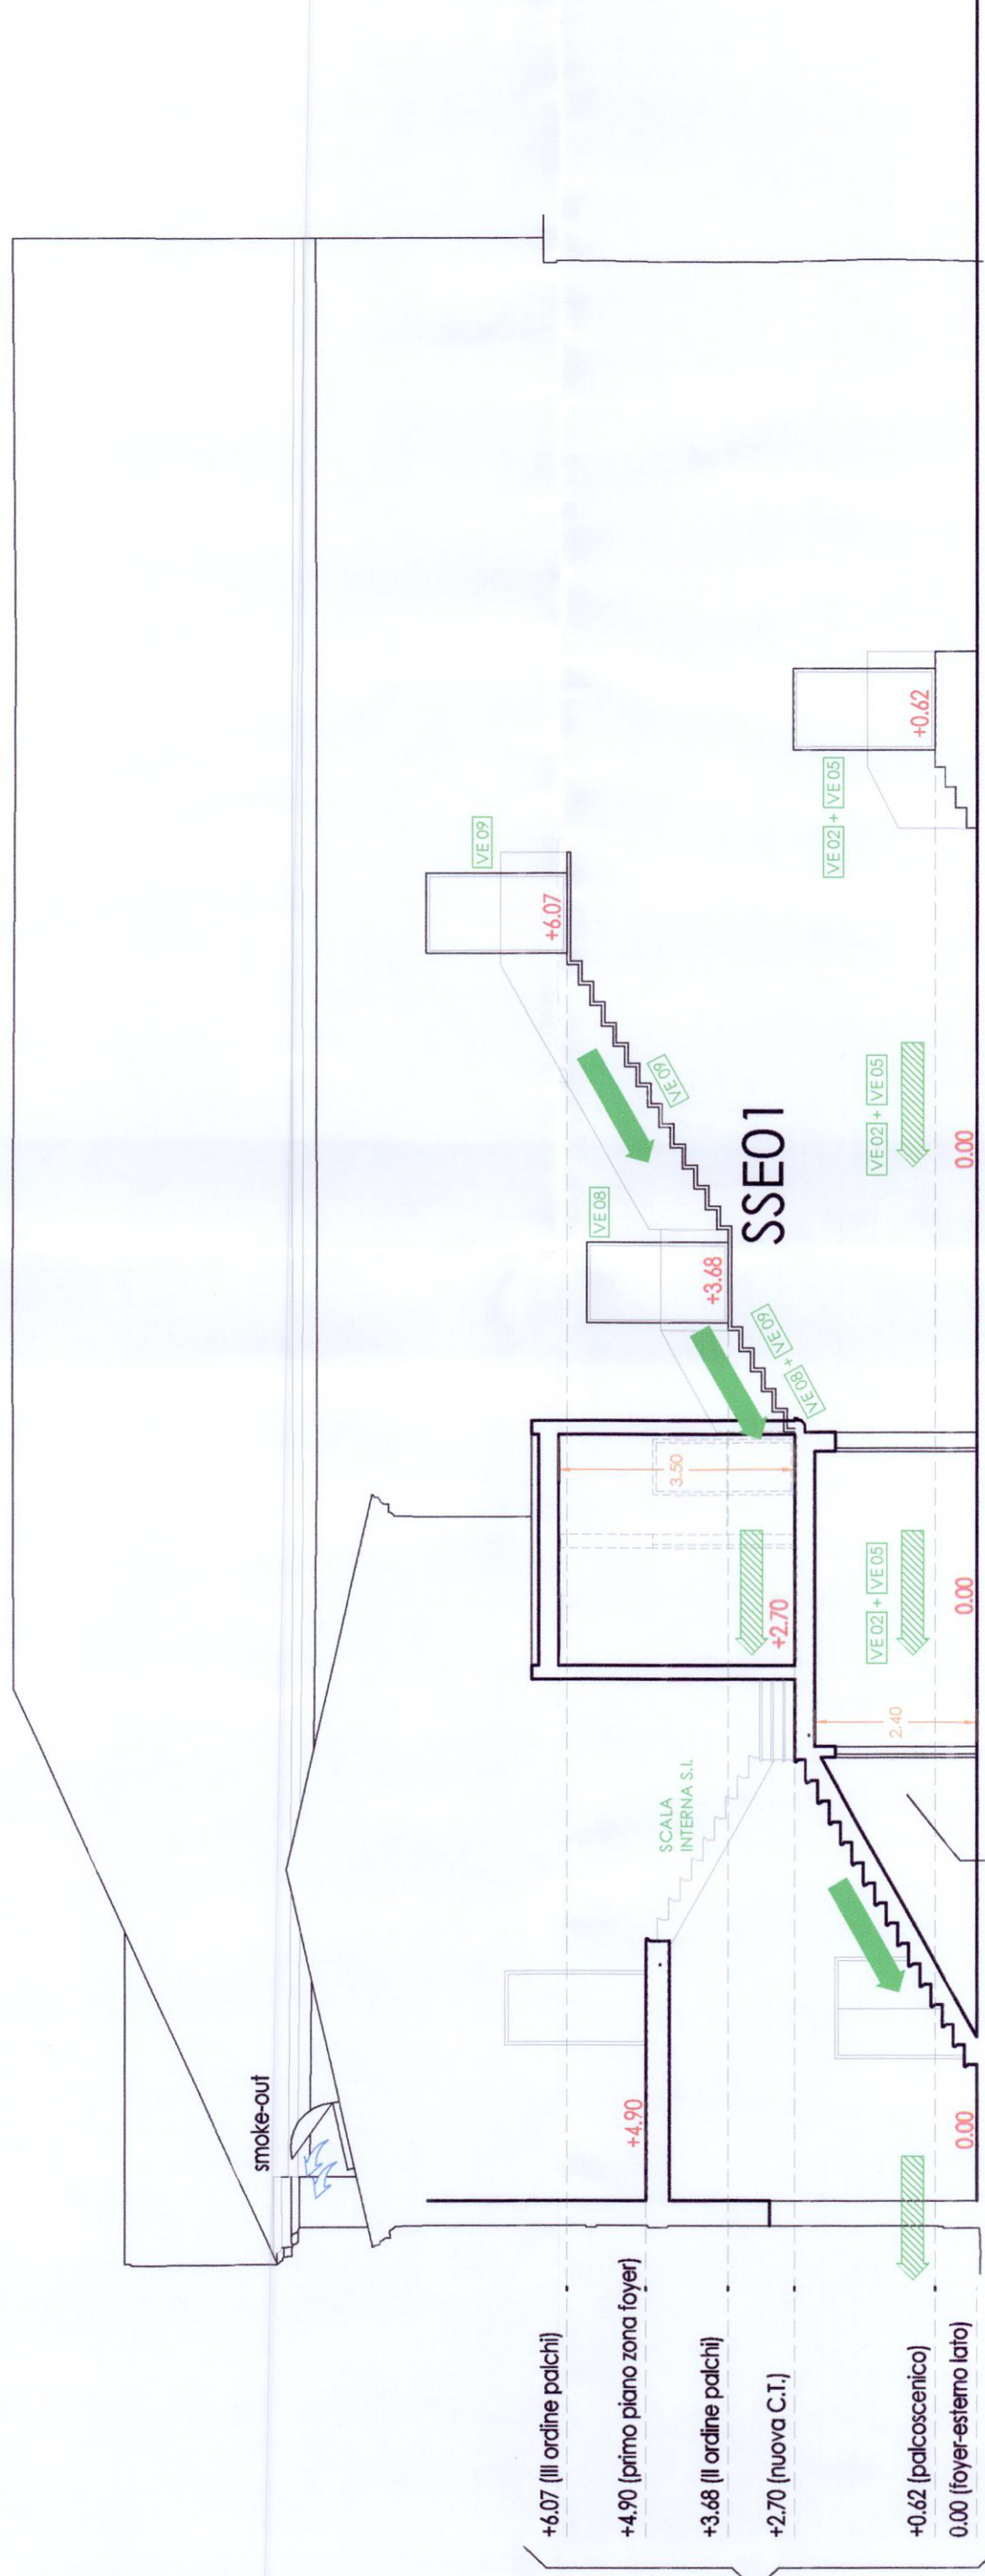 smoke-out
VE 09
+6.07
VE 09
VE 08
+3.68
SSE01
VE 08 + VE 09
3.50
+2.70
SCALA
INTERNA S.I.
+4.90
2.40
VE 02 + VE 05
+0.62
VE 02 + VE 05
0.00
VE 02 + VE 05
0.00
0.00
+6.07 (III ordine palchi)
+4.90 (primo piano zona foyer)
+3.68 (II ordine palchi)
+2.70 (nuova C.T.)
+0.62 (palcoscenico)
0.00 (foyer-esterno lato)